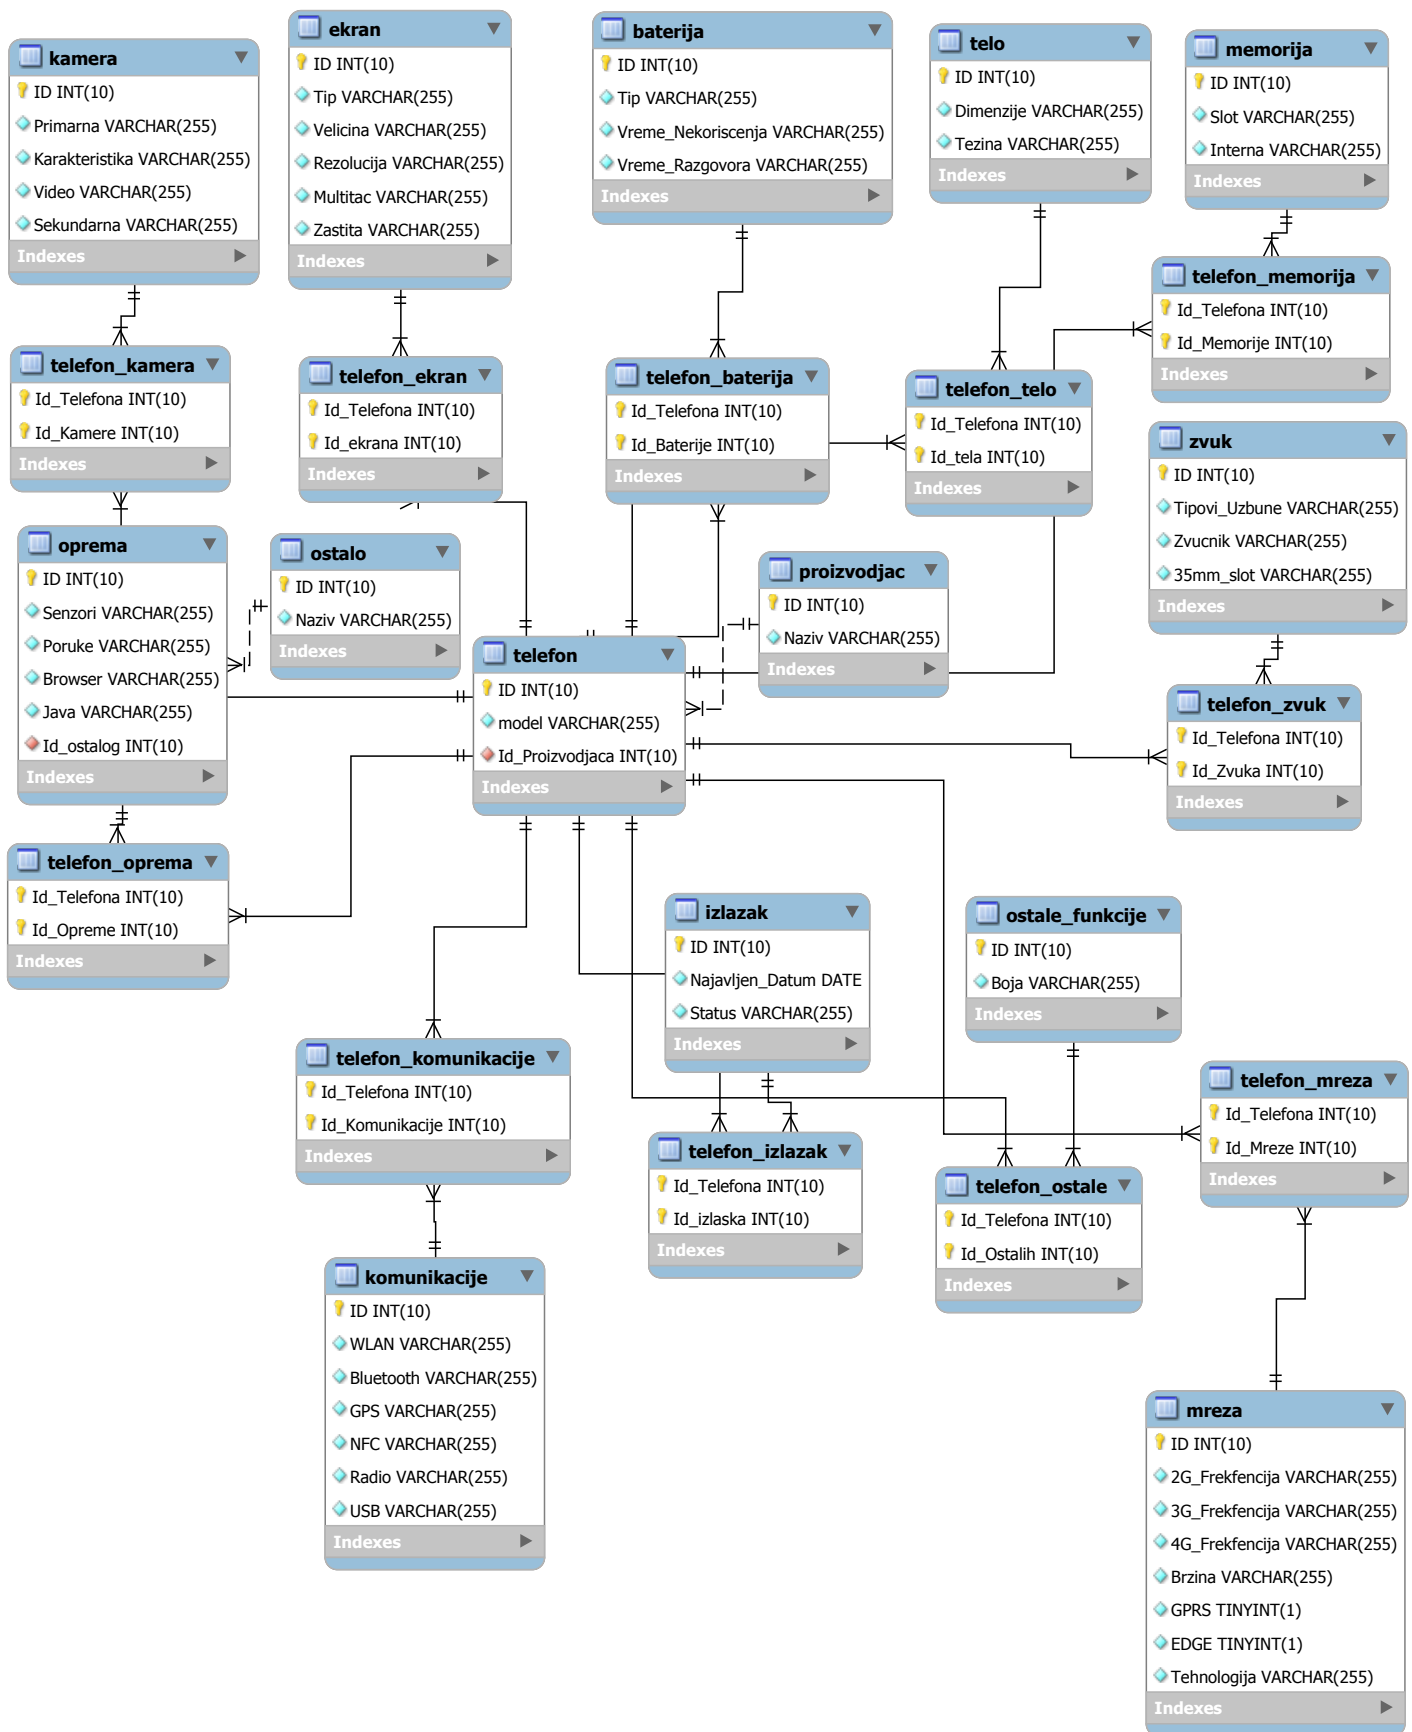 kamera
ID INT(10)
Primarna VARCHAR(255)
Karakteristika VARCHAR(255)
Video VARCHAR(255)
Sekundarna VARCHAR(255)
Indexes
ekran
ID INT(10)
Tip VARCHAR(255)
Velicina VARCHAR(255)
Rezolucija VARCHAR(255)
Multitac VARCHAR(255)
Zastita VARCHAR(255)
Indexes
baterija
ID INT(10)
Tip VARCHAR(255)
Vreme_Nekoriscenja VARCHAR(255)
Vreme_Razgovora VARCHAR(255)
Indexes
telo
ID INT(10)
Dimenzije VARCHAR(255)
Tezina VARCHAR(255)
Indexes
memorija
ID INT(10)
Slot VARCHAR(255)
Interna VARCHAR(255)
Indexes
telefon_memorija
Id_Telefona INT(10)
Id_Memorije INT(10)
Indexes
telefon_kamera
Id_Telefona INT(10)
Id_Kamere INT(10)
Indexes
telefon_ekran
Id_Telefona INT(10)
Id_ekrana INT(10)
Indexes
telefon_baterija
Id_Telefona INT(10)
Id_Baterije INT(10)
Indexes
telefon_telo
Id_Telefona INT(10)
Id_tela INT(10)
Indexes
zvuk
ID INT(10)
Tipovi_Uzbune VARCHAR(255)
Zvucnik VARCHAR(255)
35mm_slot VARCHAR(255)
Indexes
oprema
ID INT(10)
Senzori VARCHAR(255)
Poruke VARCHAR(255)
Browser VARCHAR(255)
Java VARCHAR(255)
Id_ostalog INT(10)
Indexes
ostalo
ID INT(10)
Naziv VARCHAR(255)
Indexes
proizvodjac
ID INT(10)
Naziv VARCHAR(255)
Indexes
telefon
ID INT(10)
model VARCHAR(255)
Id_Proizvodjaca INT(10)
Indexes
telefon_zvuk
Id_Telefona INT(10)
Id_Zvuka INT(10)
Indexes
telefon_oprema
Id_Telefona INT(10)
Id_Opreme INT(10)
Indexes
izlazak
ID INT(10)
Najavljen_Datum DATE
Status VARCHAR(255)
Indexes
ostale_funkcije
ID INT(10)
Boja VARCHAR(255)
Indexes
telefon_komunikacije
Id_Telefona INT(10)
Id_Komunikacije INT(10)
Indexes
telefon_mreza
Id_Telefona INT(10)
Id_Mreze INT(10)
Indexes
telefon_izlazak
Id_Telefona INT(10)
Id_izlaska INT(10)
Indexes
telefon_ostale
Id_Telefona INT(10)
Id_Ostalih INT(10)
Indexes
komunikacije
ID INT(10)
WLAN VARCHAR(255)
Bluetooth VARCHAR(255)
GPS VARCHAR(255)
NFC VARCHAR(255)
Radio VARCHAR(255)
USB VARCHAR(255)
Indexes
mreza
ID INT(10)
2G_Frekfencija VARCHAR(255)
3G_Frekfencija VARCHAR(255)
4G_Frekfencija VARCHAR(255)
Brzina VARCHAR(255)
GPRS TINYINT(1)
EDGE TINYINT(1)
Tehnologija VARCHAR(255)
Indexes